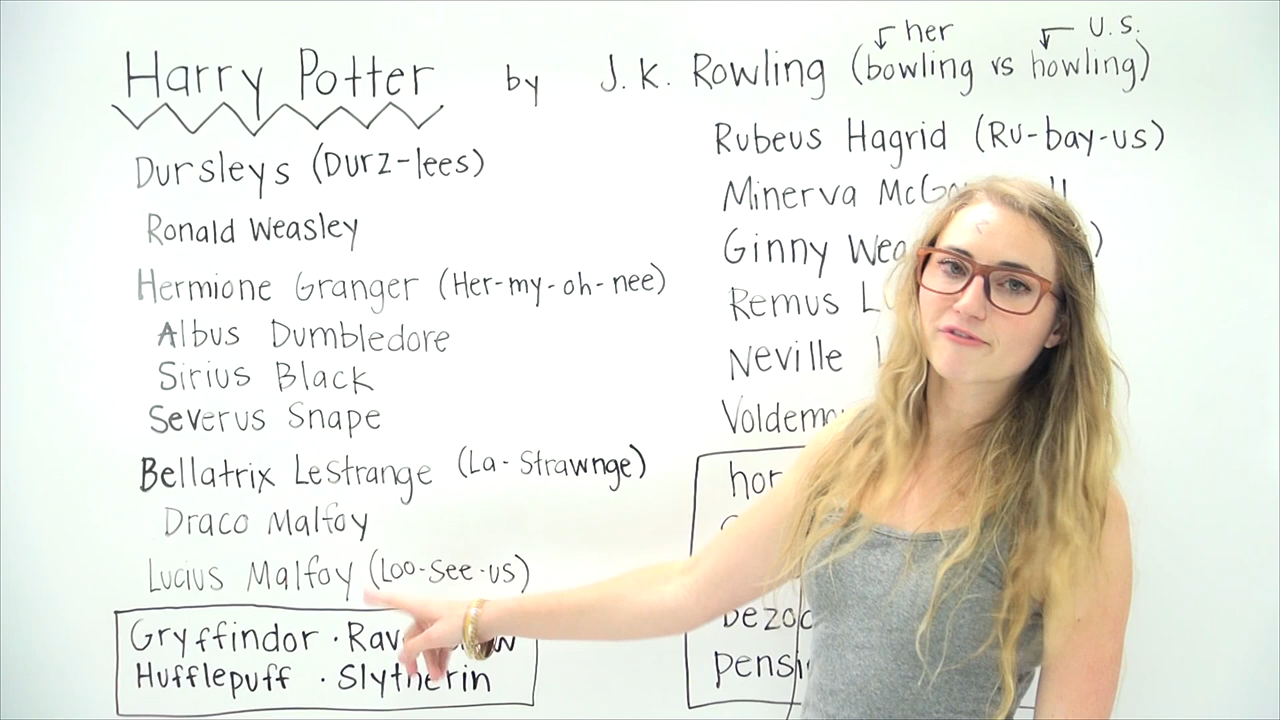 her
U.S.
Harry Potter by J.K. Rowling (bowling vs howling)
Dursleys (Durz-lees)
Ronald Weasley
Hermione Granger (Her-my-oh-nee)
Albus Dumbledore
Sirius Black
Severus Snape
Bellatrix Lestrange (La-Strawnge)
Draco Malfoy
Lucius Malfoy (Loo-See-us)
Gryffindor ·
Hufflepuff · Slytherin
Rubeus Hagrid (Ru-bay-us)
Minerva
Ginny
Remus
Neville